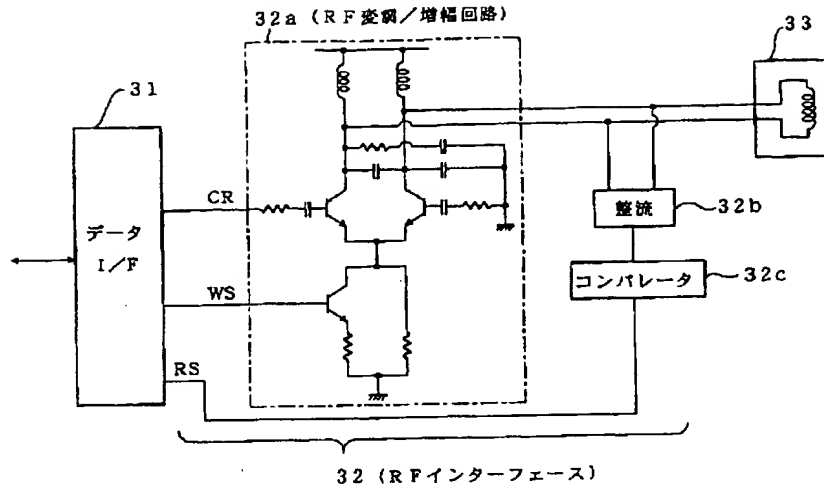 32a (RF変調/増幅回路)
33
31
CR
整流
32b
データ
I/F
コンパレータ
32c
WS
RS
32 (RFインターフェース)